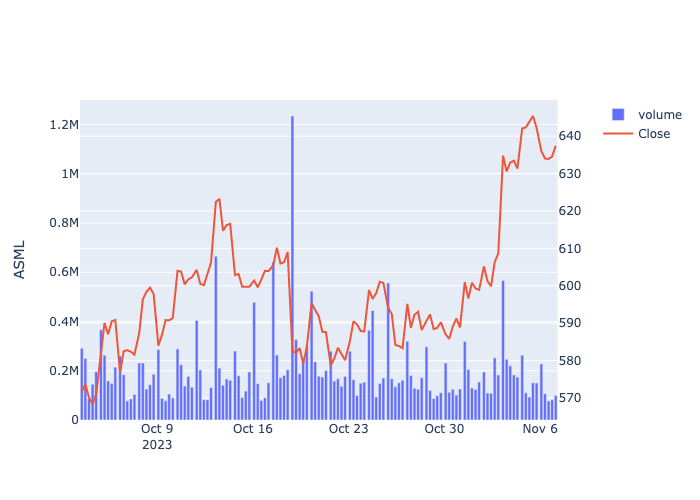 volume
Close
1.2M
1M
0.8M
0.6M
0.4M
0.2M
0
640
630
620
610
600
590
580
570
ASML
Oct 9
2023
Oct 16
Oct 23
Oct 30
Nov 6